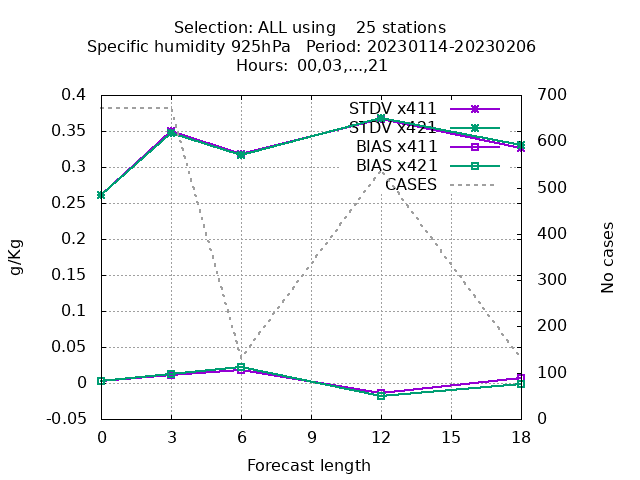 Selection: ALL using    25 stations
Specific humidity 925hPa   Period: 20230114-20230206
Hours: 00,03,...,21
0.4
0.35
0.3
0.25
0.2
0.15
0.1
0.05
0
-0.05
g/Kg
STDV x411
STDV x421
BIAS x411
BIAS x421
CASES
700
600
500
400
300
200
100
0
No cases
0 3 6 9 12 15 18
Forecast length